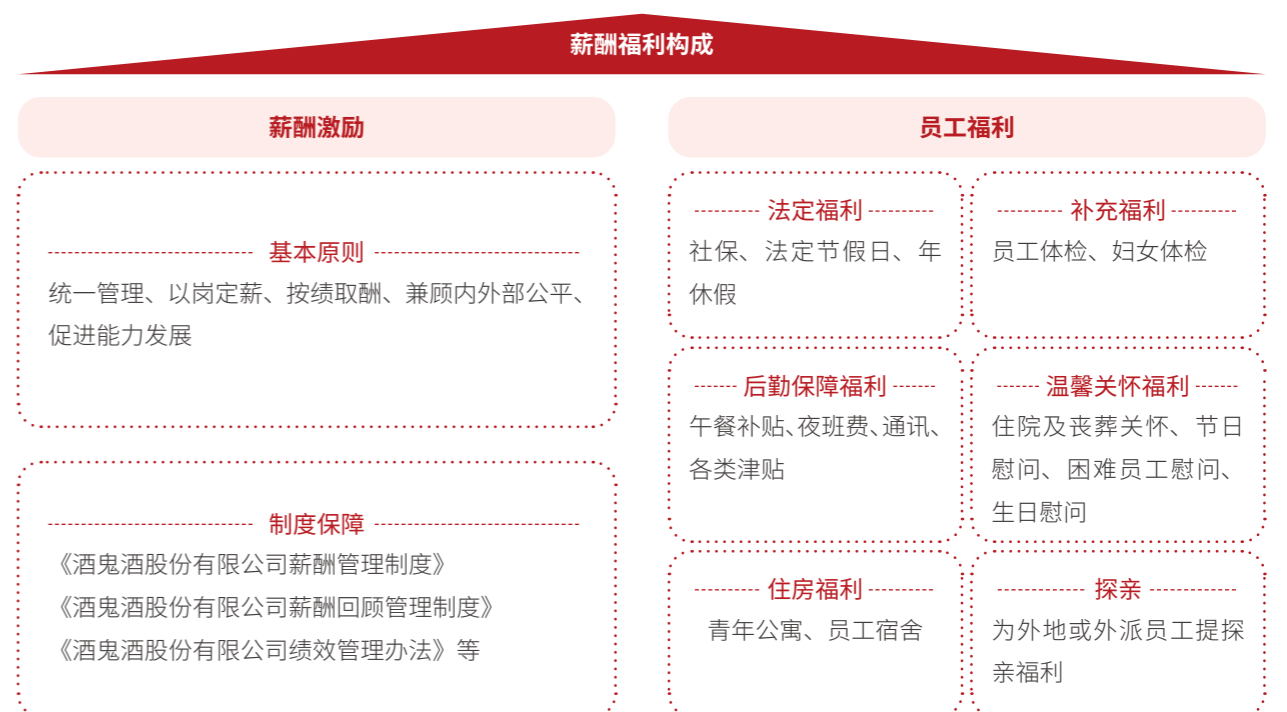 薪酬福利构成
薪酬激励
基本原则
统一管理、以岗定薪、按绩取酬、兼顾内外部公平、
促进能力发展
制度保障
《酒鬼酒股份有限公司薪酬管理制度》
《酒鬼酒股份有限公司薪酬回顾管理制度》
《酒鬼酒股份有限公司绩效管理办法》等
员工福利
法定福利
社保、法定节假日、年
休假
补充福利
员工体检、妇女体检
后勤保障福利
午餐补贴、夜班费、通讯、
各类津贴
温馨关怀福利
住院及丧葬关怀、节日
慰问、困难员工慰问、
生日慰问
住房福利
青年公寓、员工宿舍
探亲
为外地或外派员工提探
亲福利